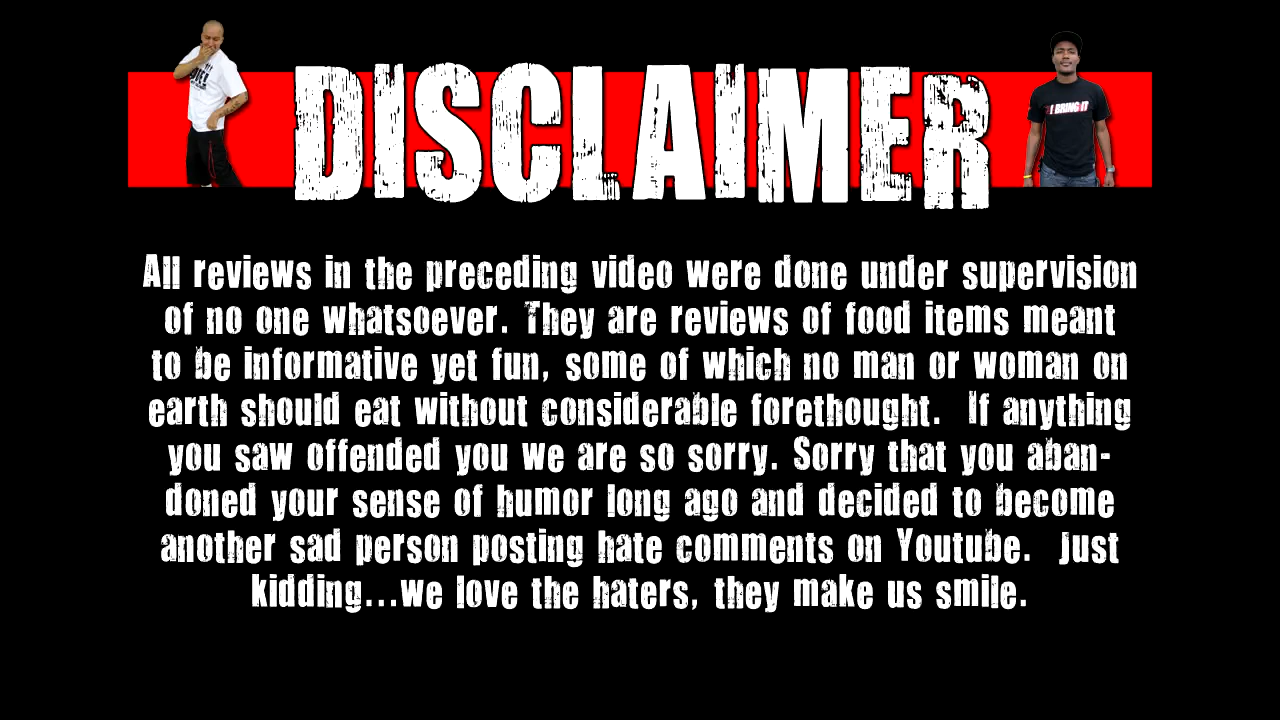 DISCLAIMER
I BRING IT
All reviews in the preceding video were done under supervision
of no one whatsoever. They are reviews of food items meant
to be informative yet fun, some of which no man or woman on
earth should eat without considerable forethought. If anything
you saw offended you we are so sorry. Sorry that you aban-
doned your sense of humor long ago and decided to become
another sad person posting hate comments on Youtube. Just
kidding...we love the haters, they make us smile.